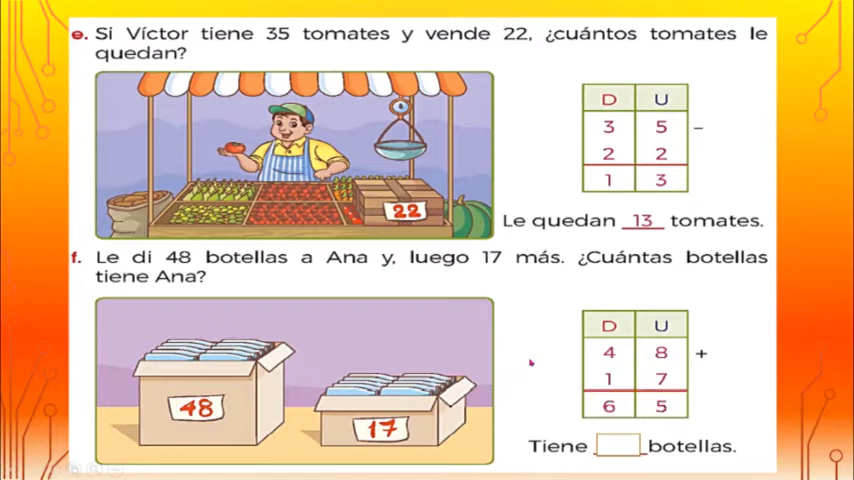 e. Si Víctor tiene 35 tomates y vende 22, ¿cuántos tomates le
quedan?
D U
3 5 –
2 2
1 3
22
Le quedan 13 tomates.
f. Le di 48 botellas a Ana y, luego 17 más. ¿Cuántas botellas
tiene Ana?
D U
4 8 +
1 7
6 5
48
17
Tiene botellas.